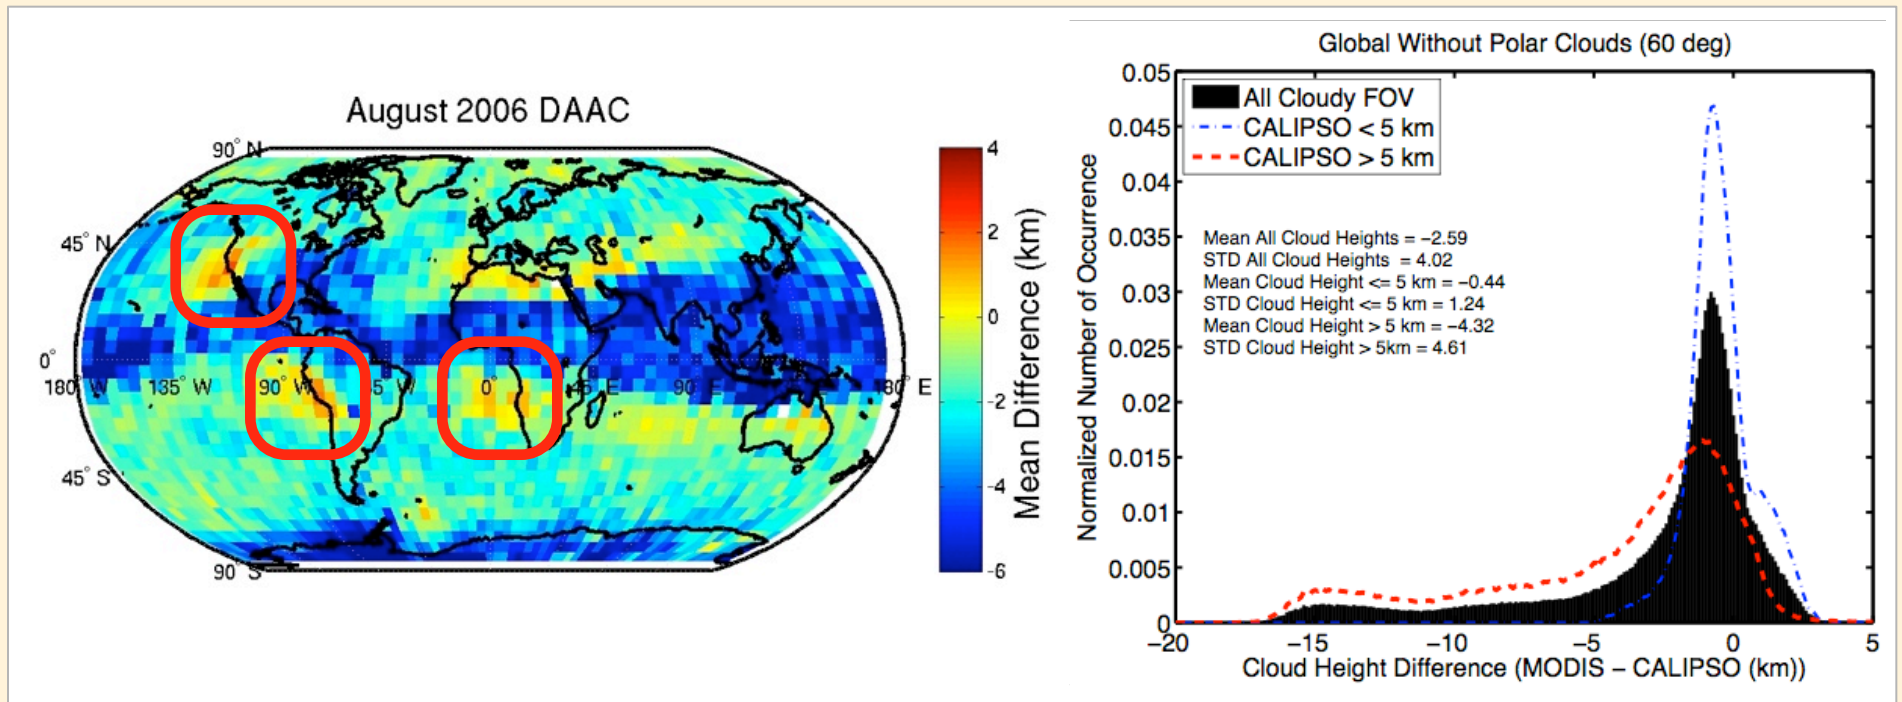 August 2006 DAAC
90° N
45° N
0°
180° W
135° W
90° W
45° W
0°
45° E
90° E
180° E
45° S
90° S
4
2
0
-2
-4
-6
Mean Difference (km)
Global Without Polar Clouds (60 deg)
All Cloudy FOV
CALIPSO < 5 km
CALIPSO > 5 km
Mean All Cloud Heights = −2.59
STD All Cloud Heights = 4.02
Mean Cloud Height <= 5 km = −0.44
STD Cloud Height <= 5 km = 1.24
Mean Cloud Height > 5 km = −4.32
STD Cloud Height > 5km = 4.61
Normalized Number of Occurrence
0.05
0.045
0.04
0.035
0.03
0.025
0.02
0.015
0.01
0.005
0
−20
−15
−10
−5
0
5
Cloud Height Difference (MODIS − CALIPSO (km))